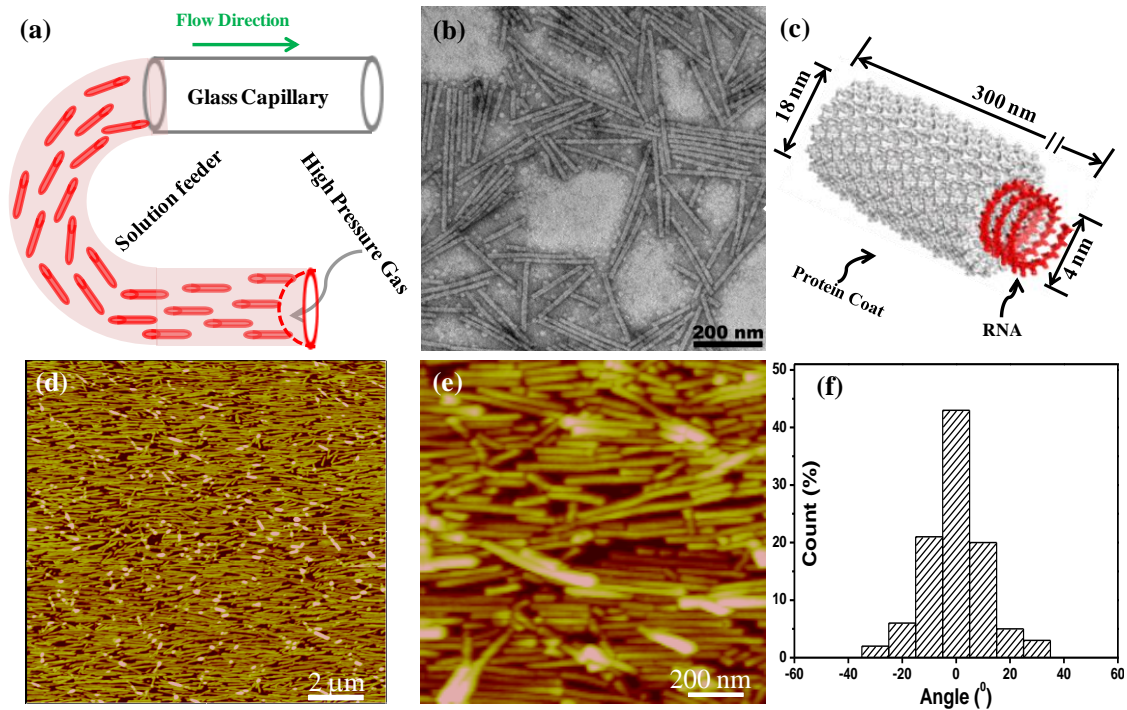 (a)
Flow Direction
Glass Capillary
Solution feeder
High Pressure Gas
(b)
200 nm
(c)
18 nm
300 nm
4 nm
Protein Coat
RNA
(d)
2 μm
(e)
200 nm
(f)
50
40
30
20
10
0
Count (%)
-60 -40 -20 0 20 40 60
Angle (⁰)